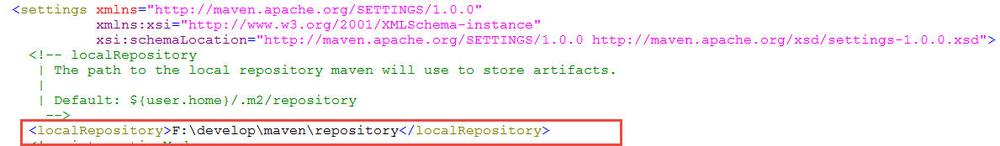 <settings xmlns="http://maven.apache.org/SETTINGS/1.0.0"
xmlns:xsi="http://www.w3.org/2001/XMLSchema-instance"
xsi:schemaLocation="http://maven.apache.org/SETTINGS/1.0.0 http://maven.apache.org/xsd/settings-1.0.0.xsd">
<!-- localRepository
| The path to the local repository maven will use to store artifacts.
|
| Default: ${user.home}/.m2/repository
-->
<localRepository>F:\develop\maven\repository</localRepository>